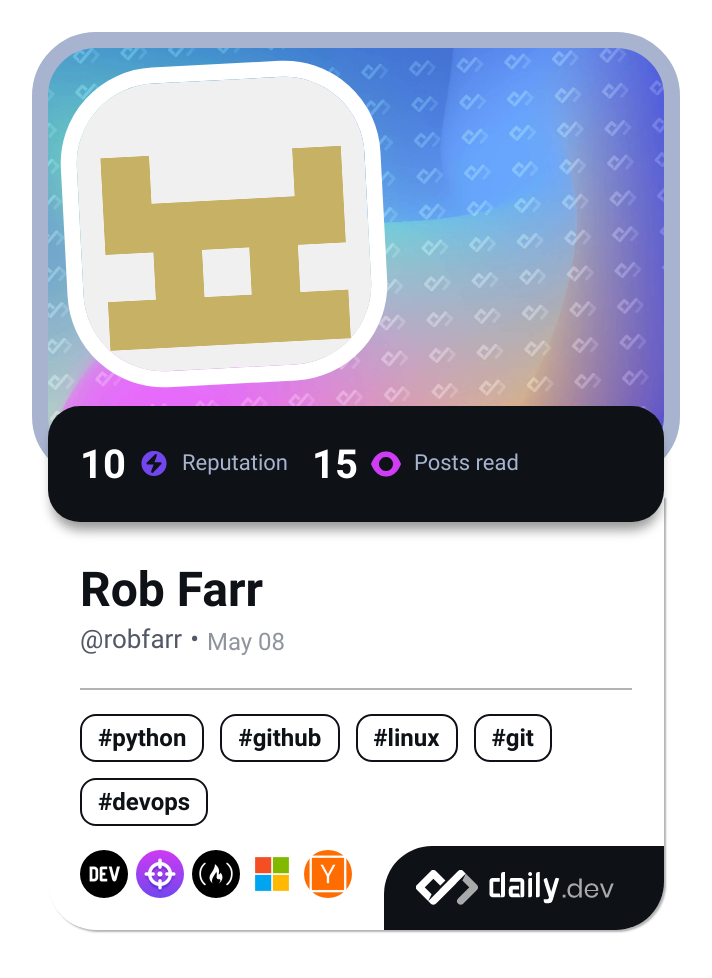 10 Reputation 15 Posts read
Rob Farr
@robfarr • May 08
#python #github #linux #git
#devops
DEV Y daily.dev